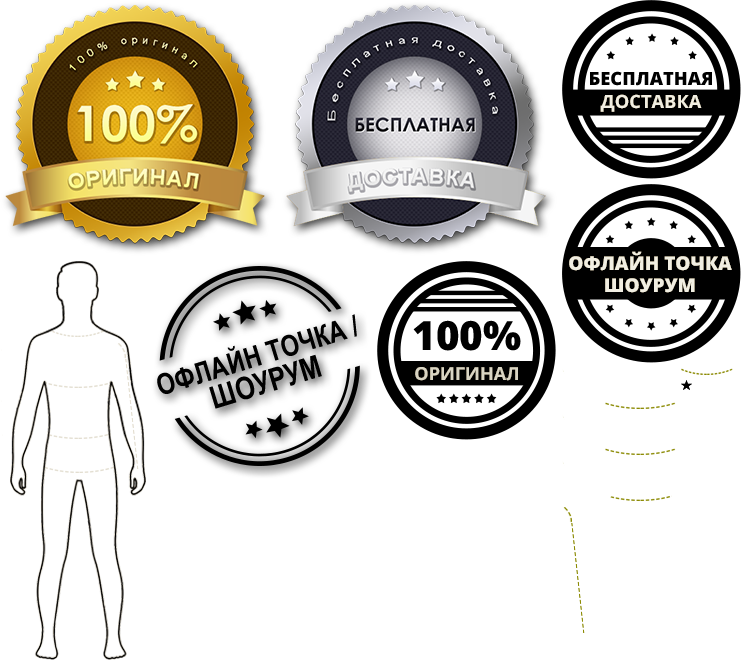 100% оригинал
100%
ОРИГИНАЛ
Бесплатная доставка
БЕСПЛАТНАЯ
ДОСТАВКА
БЕСПЛАТНАЯ
ДОСТАВКА
ОФЛАЙН ТОЧКА
ШОУРУМ
ОФЛАЙН ТОЧКА /
ШОУРУМ
100%
ОРИГИНАЛ